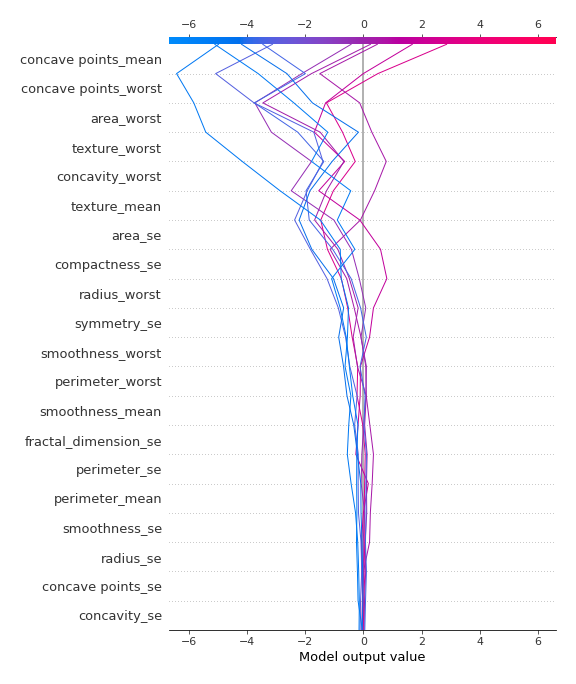 −6 −4 −2 0 2 4 6
concave points_mean
concave points_worst
area_worst
texture_worst
concavity_worst
texture_mean
area_se
compactness_se
radius_worst
symmetry_se
smoothness_worst
perimeter_worst
smoothness_mean
fractal_dimension_se
perimeter_se
perimeter_mean
smoothness_se
radius_se
concave points_se
concavity_se
−6 −4 −2 0 2 4 6
Model output value